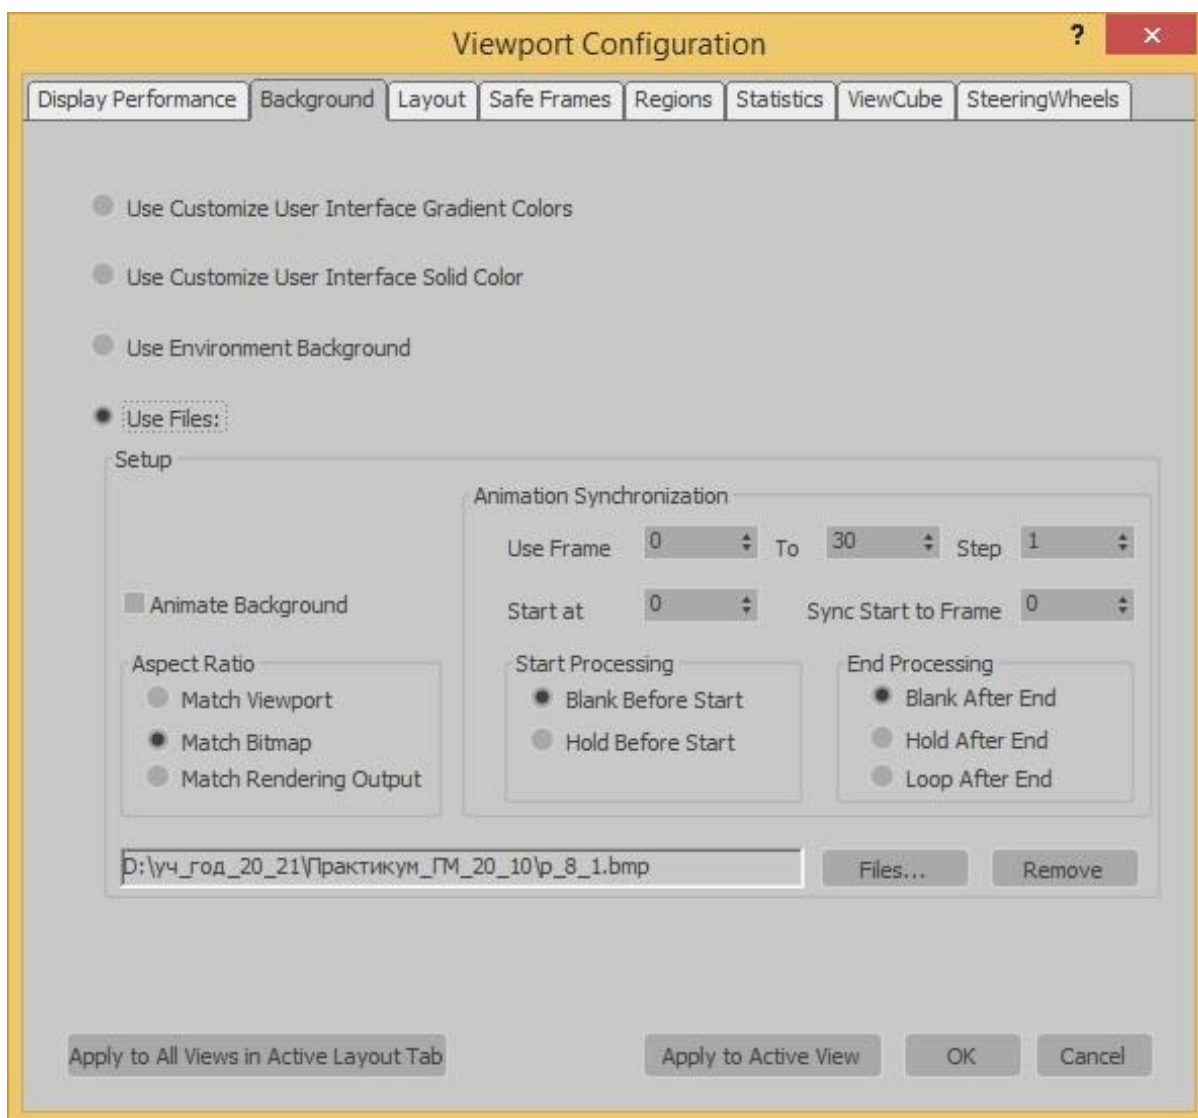 Viewport Configuration ? ×
Display Performance Background Layout Safe Frames Regions Statistics ViewCube SteeringWheels
Use Customize User Interface Gradient Colors
Use Customize User Interface Solid Color
Use Environment Background
Use Files:
Setup
Animation Synchronization
Use Frame 0 To 30 Step 1
Animate Background
Start at 0 Sync Start to Frame 0
Aspect Ratio
Match Viewport
Match Bitmap
Match Rendering Output
Start Processing
Blank Before Start
Hold Before Start
End Processing
Blank After End
Hold After End
Loop After End
D:\уч_год_20_21\Практикум_ГМ_20_10\p_8_1.bmp Files... Remove
Apply to All Views in Active Layout Tab Apply to Active View OK Cancel